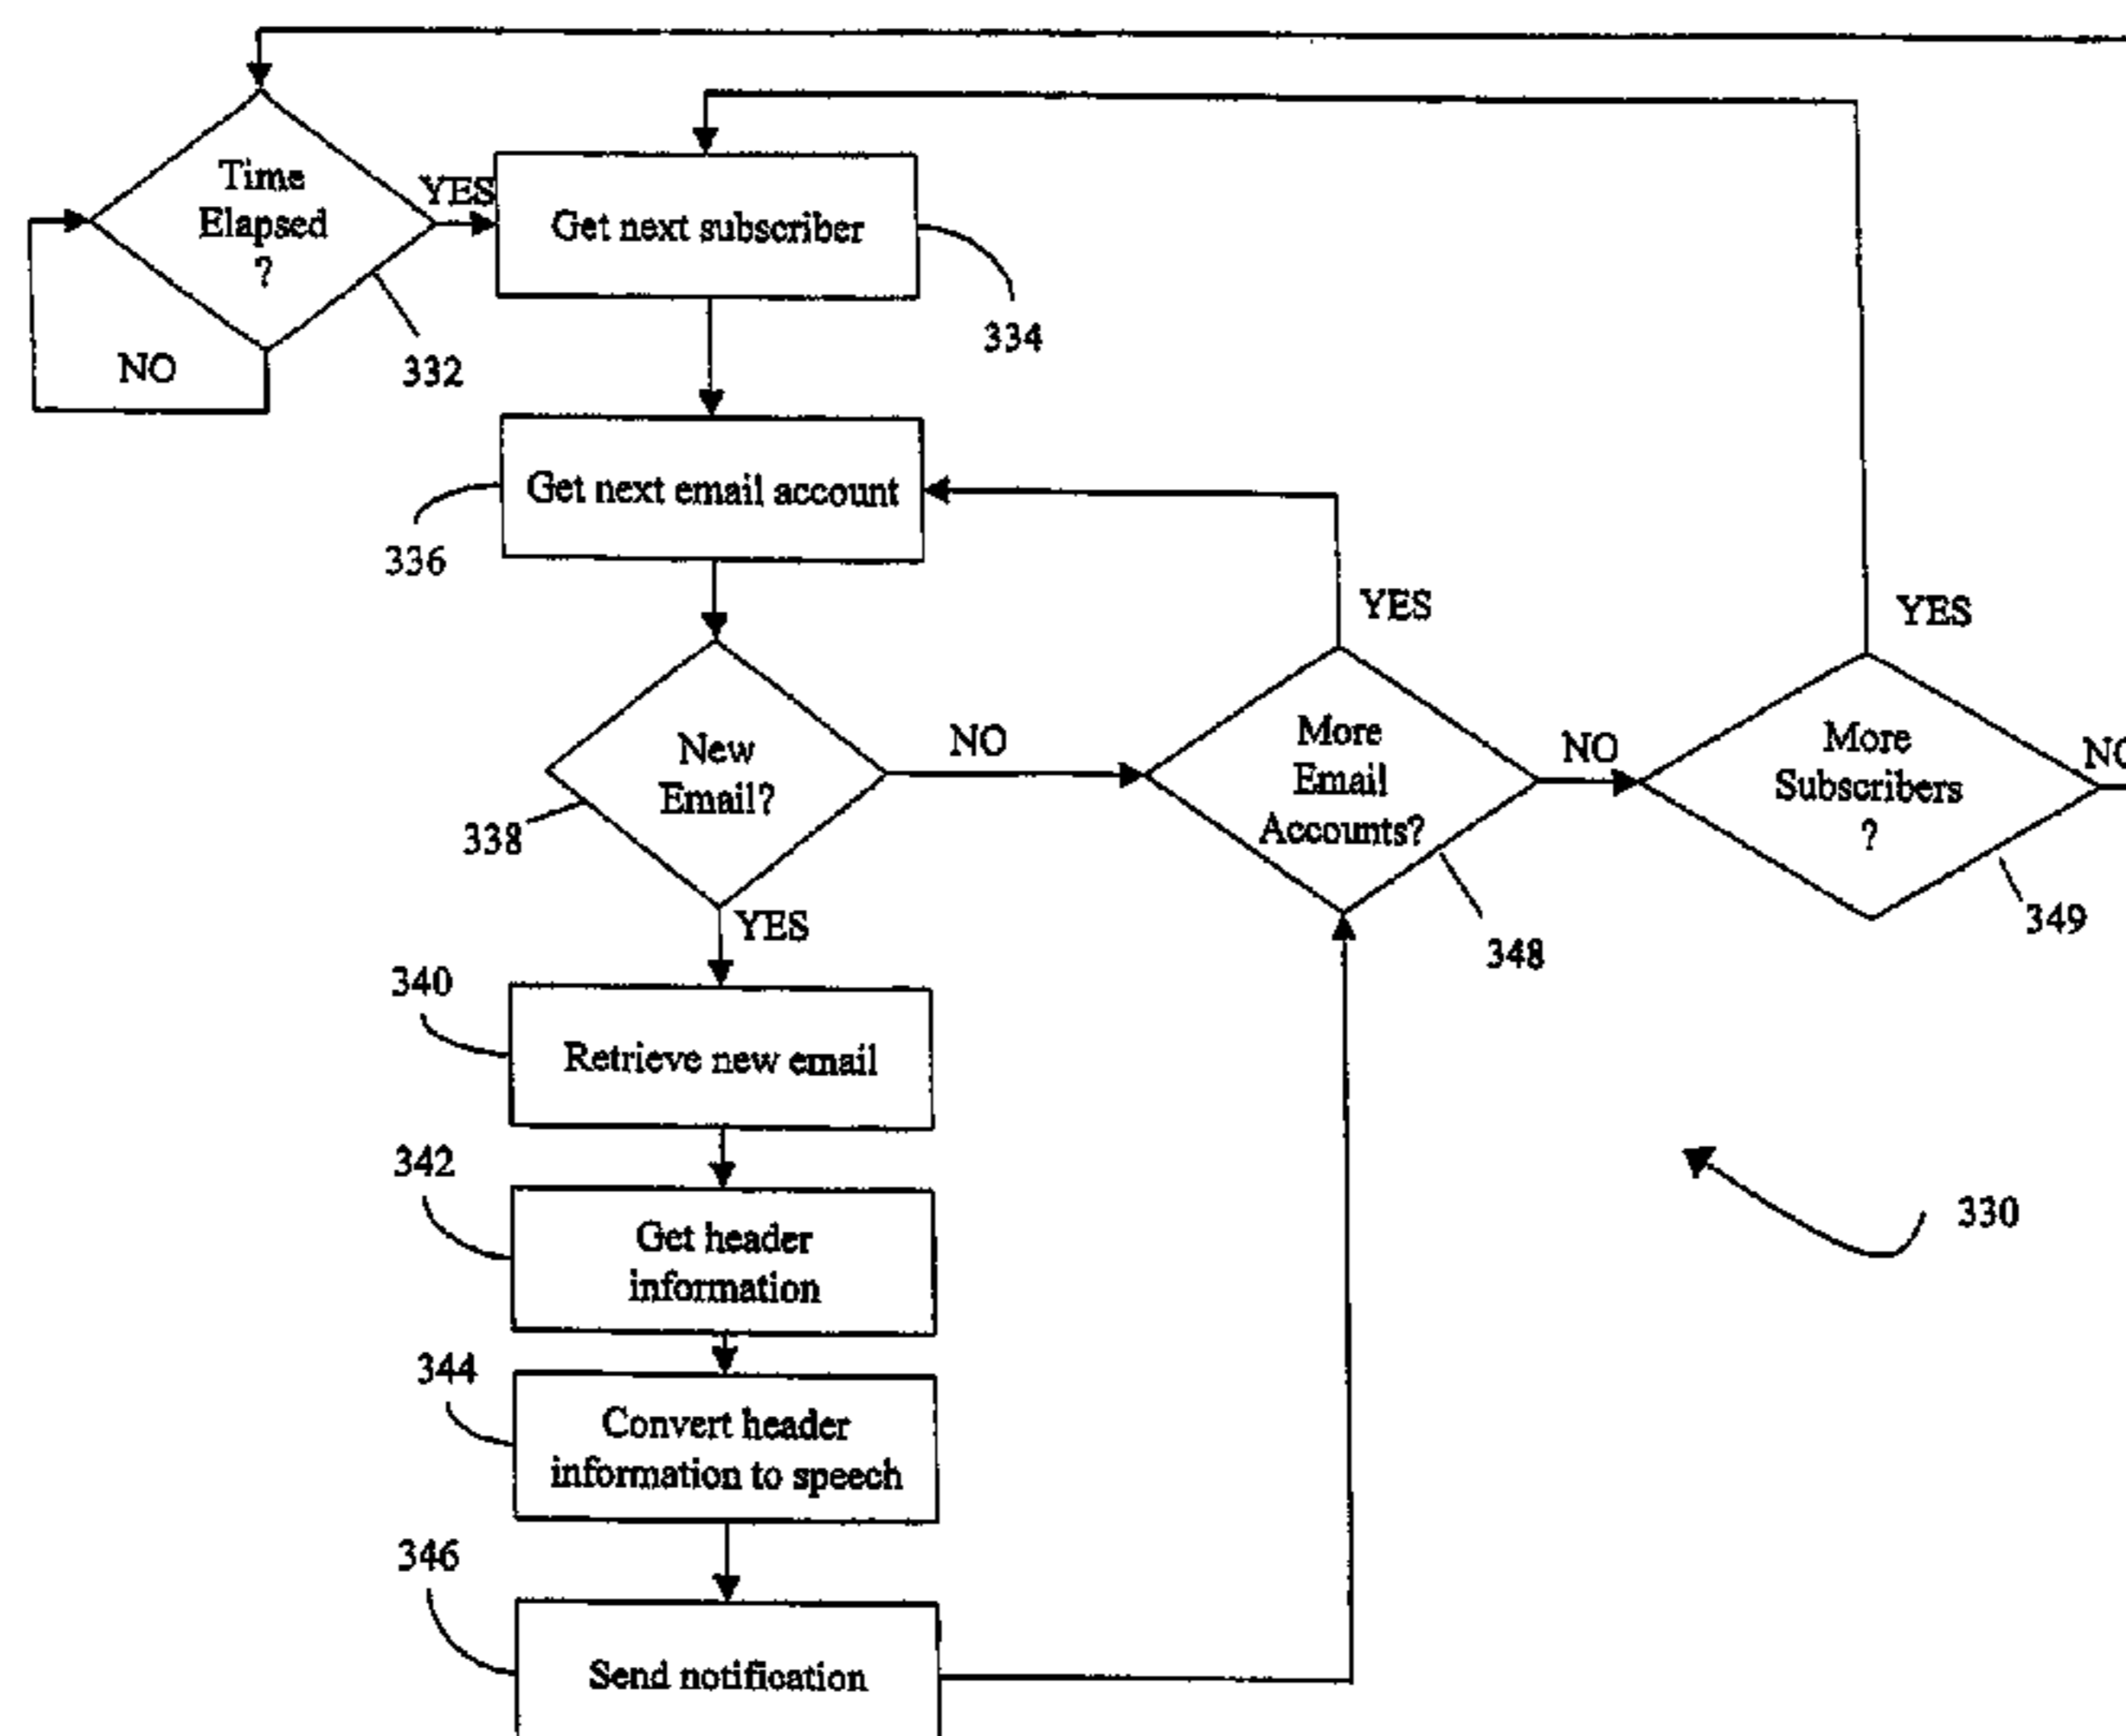 Time
Elapsed
?
YES
NO
332
Get next subscriber
334
Get next email account
336
New
Email?
338
NO
YES
More
Email
Accounts?
YES
NO
348
More
Subscribers
?
YES
NO
349
340
Retrieve new email
342
Get header
information
344
Convert header
information to speech
346
Send notification
330